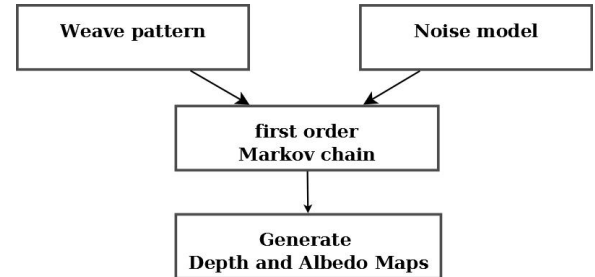 Weave pattern
Noise model
first order
Markov chain
Generate
Depth and Albedo Maps